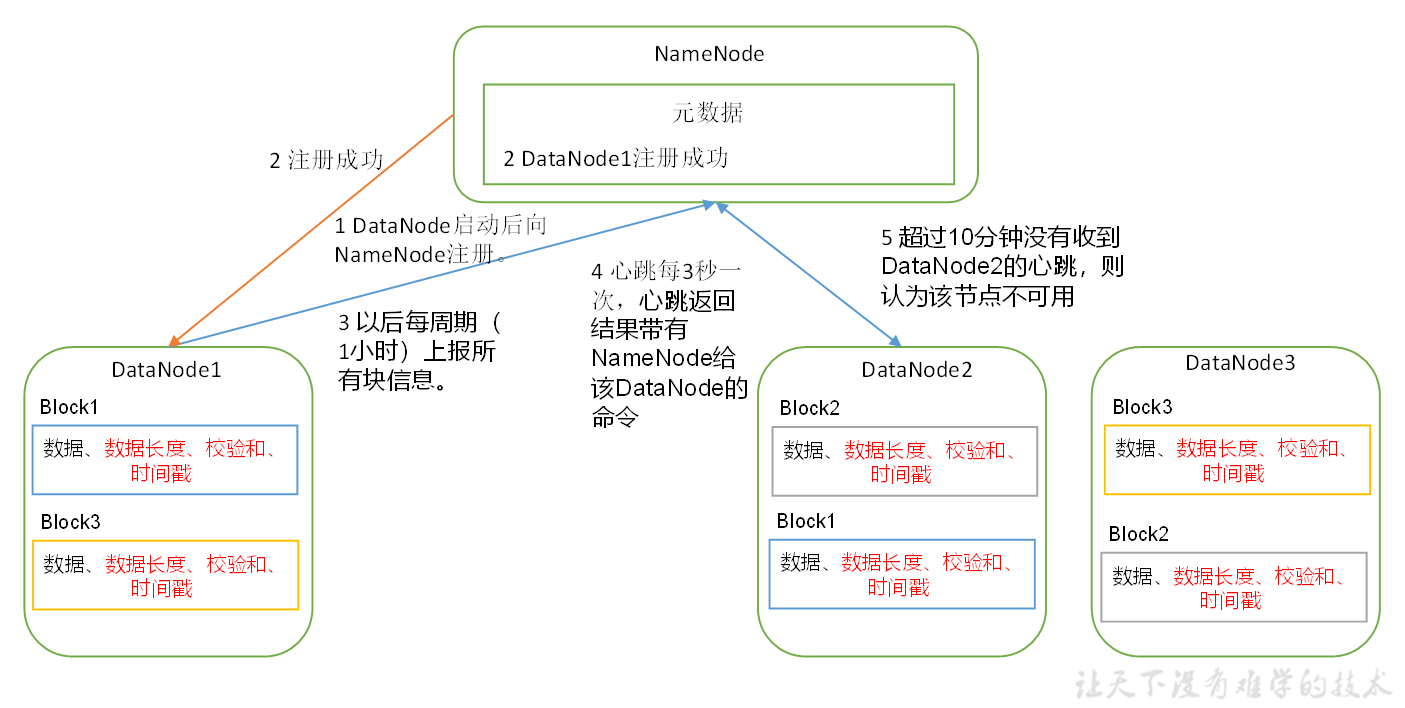 NameNode
元数据
2 DataNode1注册成功
2 注册成功
1 DataNode启动后向
NameNode注册。
3 以后每周期（
1小时）上报所
有块信息。
4 心跳每3秒一
次，心跳返回
结果带有
NameNode给
该DataNode的
命令
5 超过10分钟没有收到
DataNode2的心跳，则
认为该节点不可用
DataNode1
Block1
数据、数据长度、校验和、
时间戳
Block3
数据、数据长度、校验和、
时间戳
DataNode2
Block2
数据、数据长度、校验和、
时间戳
Block1
数据、数据长度、校验和、
时间戳
DataNode3
Block3
数据、数据长度、校验和、
时间戳
Block2
数据、数据长度、校验和、
时间戳
让天下没有难学的技术